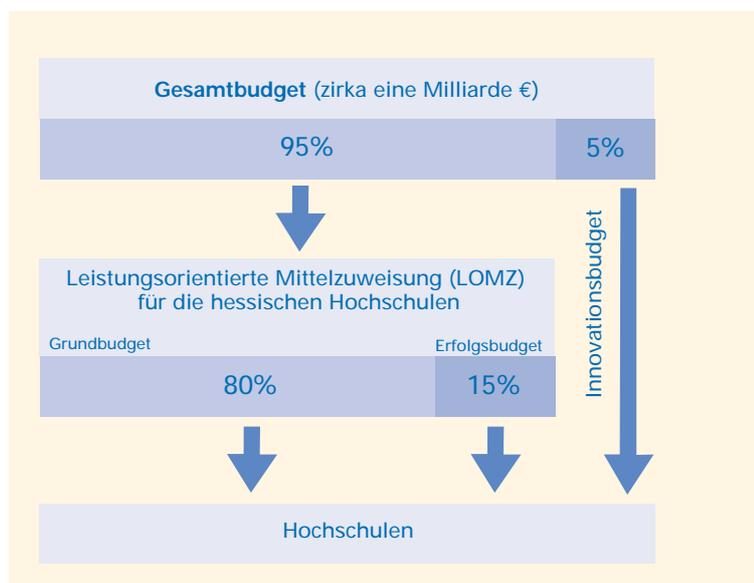 Gesamtbudget (zirka eine Milliarde €)
95%
5%
Innovationsbudget
Leistungsorientierte Mittelzuweisung (LOMZ)
für die hessischen Hochschulen
Grundbudget
Erfolgsbudget
80%
15%
Hochschulen